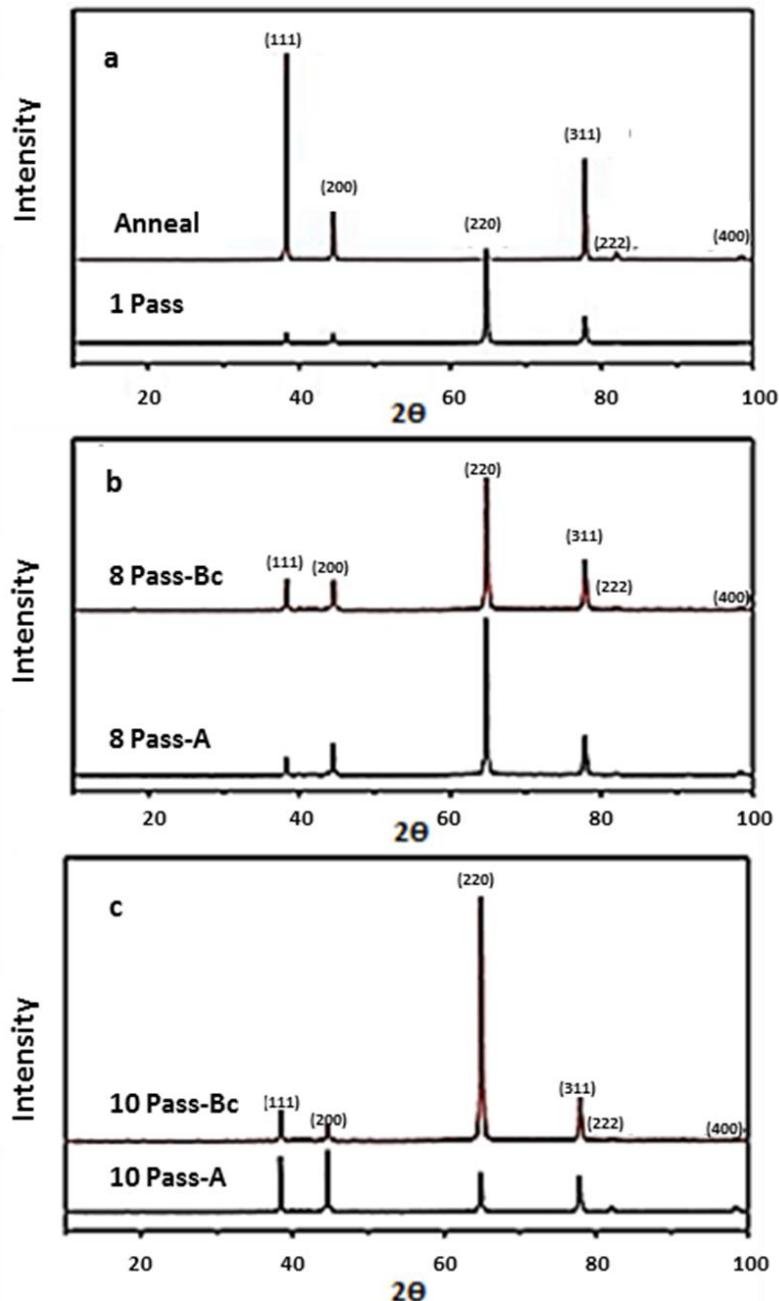 (111)
a
(311)
(200)
(220)
Anneal
(222)
(400)
1 Pass
Intensity
20 40 60 80 100
2θ
(220)
b
(311)
(111) (200)
8 Pass-Bc
(222)
(400)
8 Pass-A
Intensity
20 40 60 80 100
2θ
(220)
c
(311)
10 Pass-Bc
(111)
(200)
(222)
(400)
10 Pass-A
Intensity
20 40 60 80 100
2θ